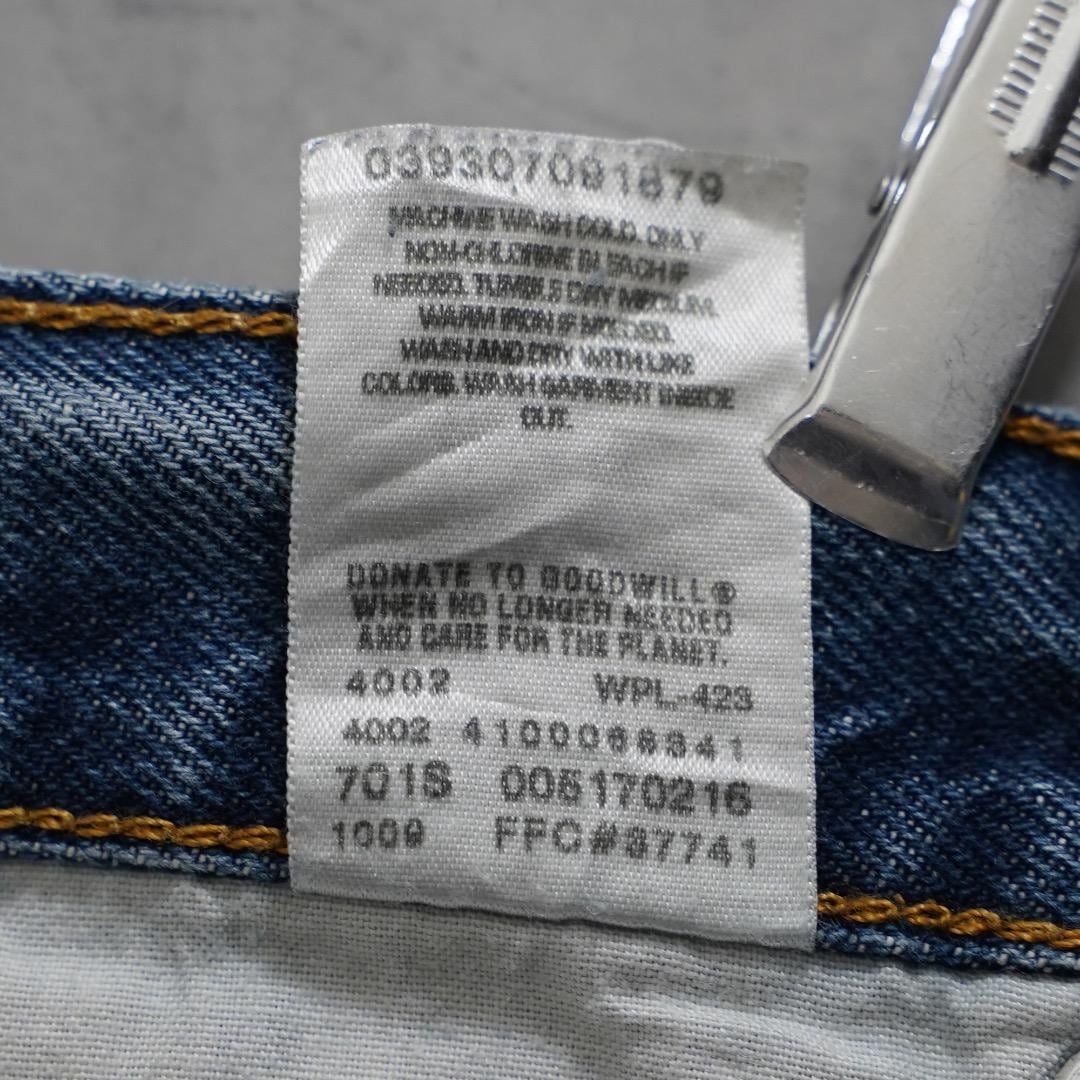 039307091879
MACHINE WASH COLD. ONLY
NON-CHLORINE BLEACH IF
NEEDED. TUMBLE DRY MEDIUM.
WARM IRON IF NEEDED.
WASH AND DRY WITH LIKE
COLORS. WASH GARMENT INSIDE
OUT.
DONATE TO GOODWILL®
WHEN NO LONGER NEEDED
AND CARE FOR THE PLANET.
4002 WPL-423
4002 4100069341
701S 005170216
1009 FFC#37741